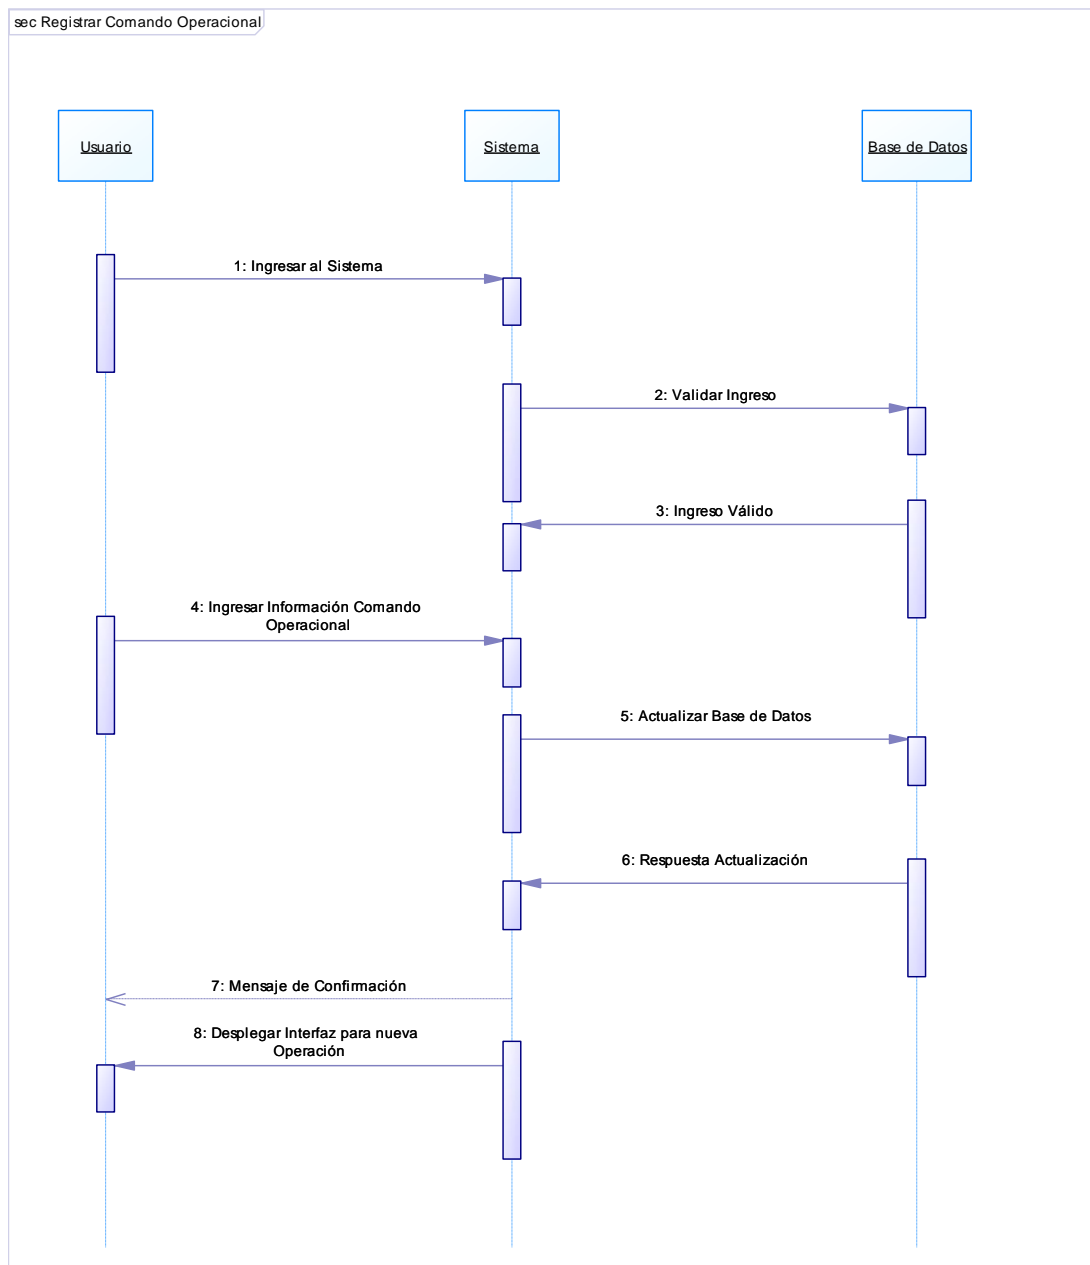 sec Registrar Comando Operacional
Usuario
Sistema
Base de Datos
1: Ingresar al Sistema
2: Validar Ingreso
3: Ingreso Válido
4: Ingresar Información Comando
Operacional
5: Actualizar Base de Datos
6: Respuesta Actualización
7: Mensaje de Confirmación
8: Desplegar Interfaz para nueva
Operación